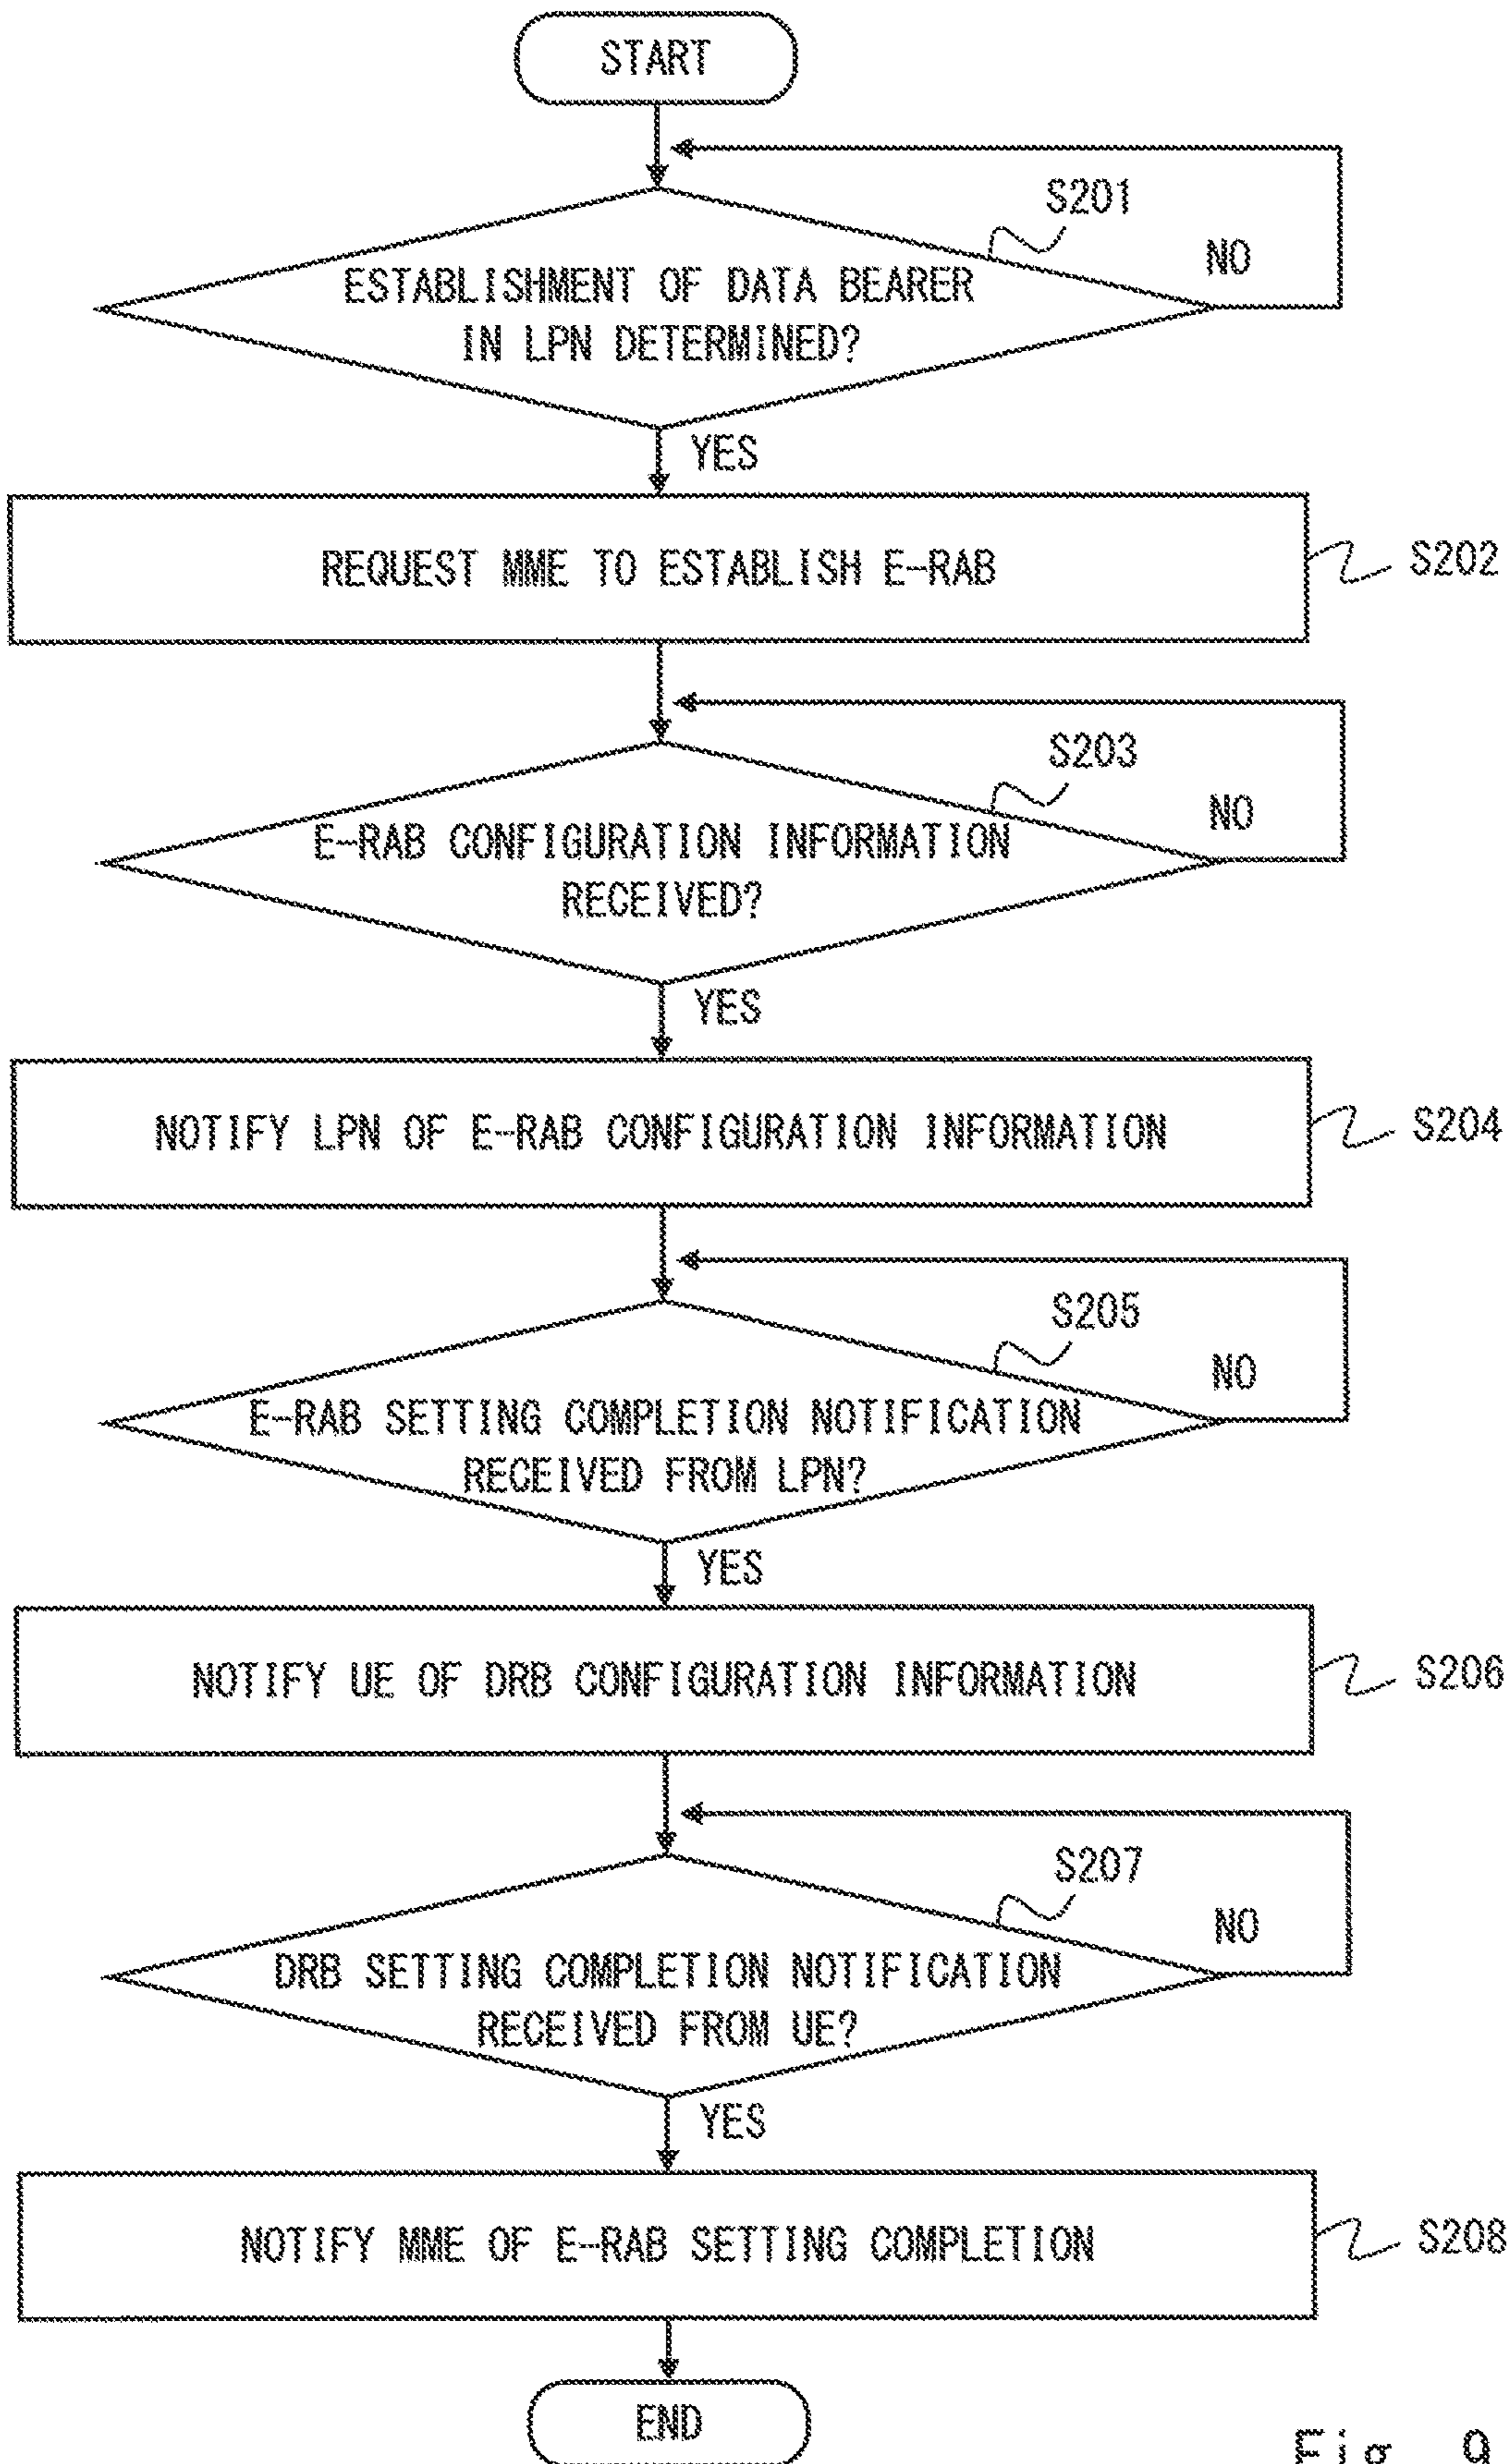 START
S201
NO
ESTABLISHMENT OF DATA BEARER
IN LPN DETERMINED?
YES
REQUEST MME TO ESTABLISH E-RAB
S202
S203
NO
E-RAB CONFIGURATION INFORMATION
RECEIVED?
YES
NOTIFY LPN OF E-RAB CONFIGURATION INFORMATION
S204
S205
NO
E-RAB SETTING COMPLETION NOTIFICATION
RECEIVED FROM LPN?
YES
NOTIFY UE OF DRB CONFIGURATION INFORMATION
S206
S207
NO
DRB SETTING COMPLETION NOTIFICATION
RECEIVED FROM UE?
YES
NOTIFY MME OF E-RAB SETTING COMPLETION
S208
END
Fig. 9